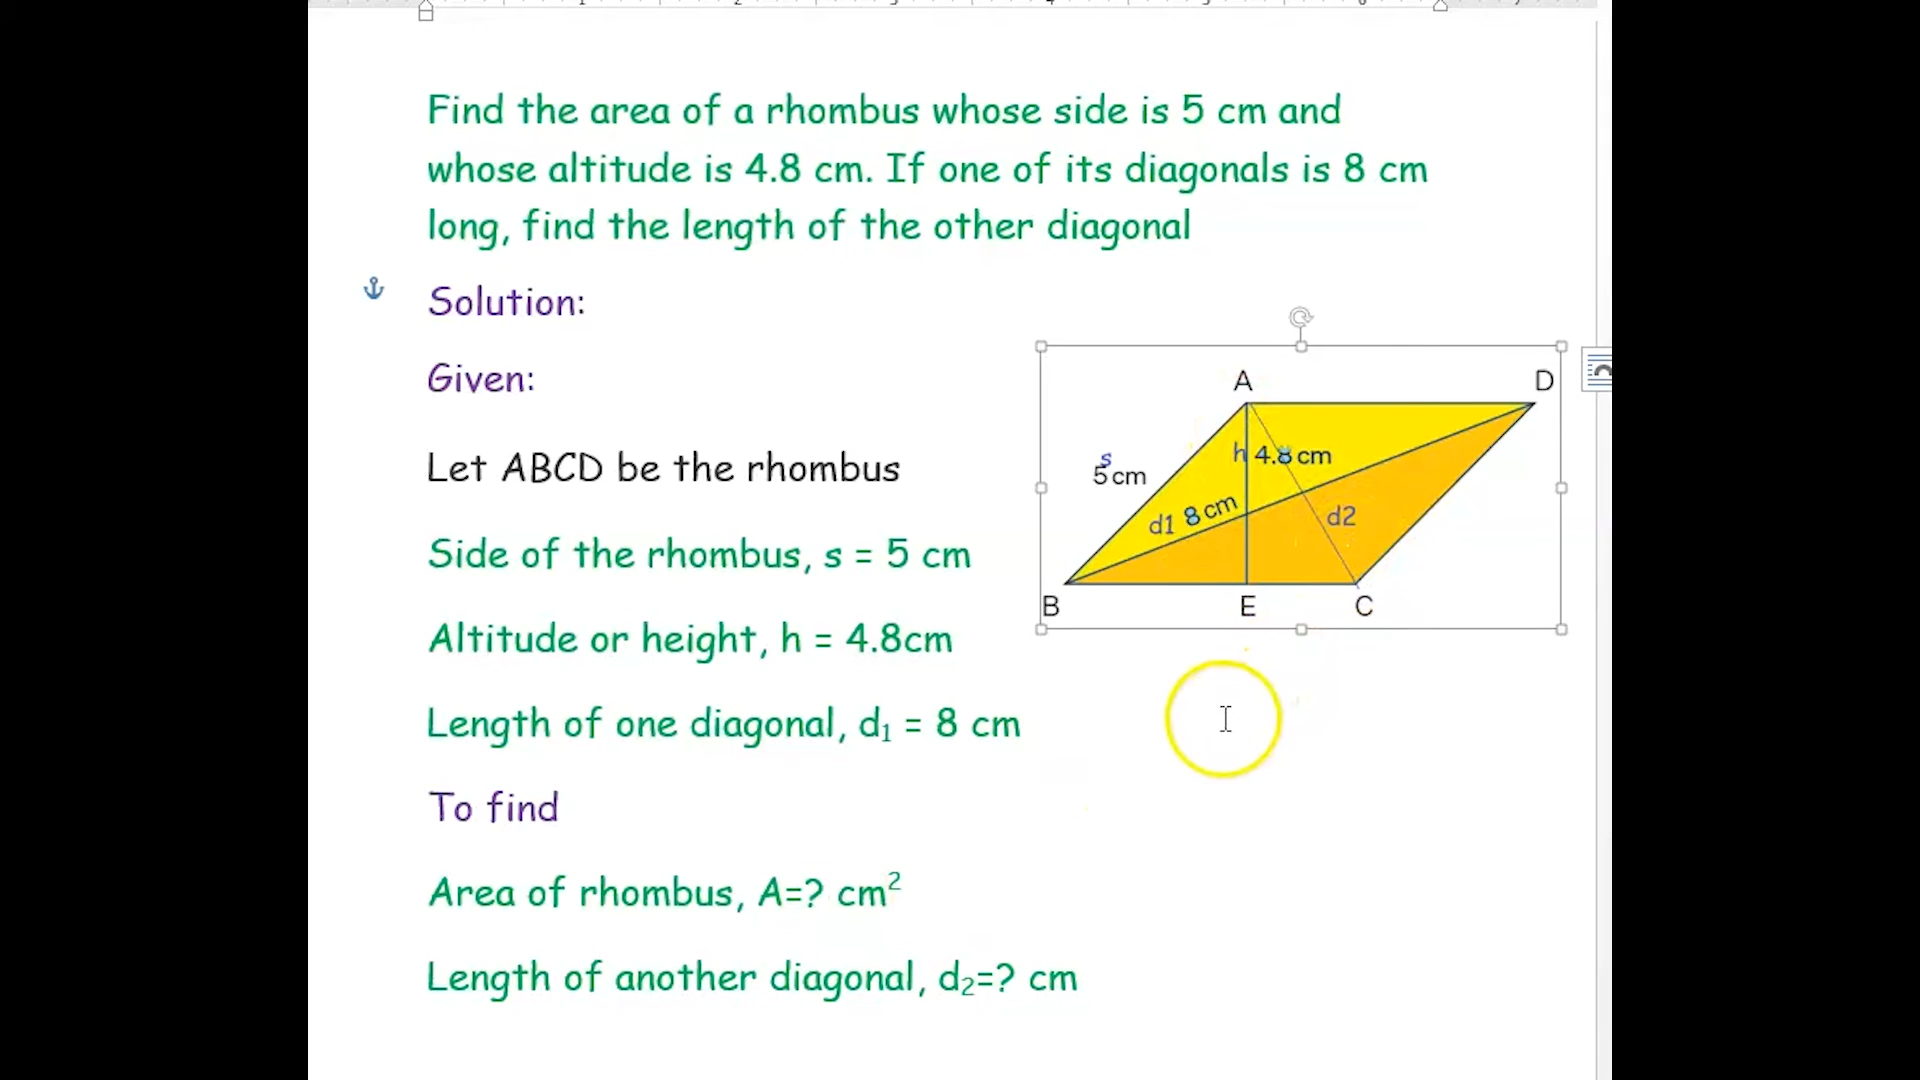 Find the area of a rhombus whose side is 5 cm and
whose altitude is 4.8 cm. If one of its diagonals is 8 cm
long, find the length of the other diagonal
Solution:
Given:
Let ABCD be the rhombus
Side of the rhombus, s = 5 cm
Altitude or height, h = 4.8cm
Length of one diagonal, d₁ = 8 cm
To find
Area of rhombus, A=? cm²
Length of another diagonal, d₂=? cm
A
D
s
5 cm
h 4.8 cm
d1 8 cm
d2
B
E
C